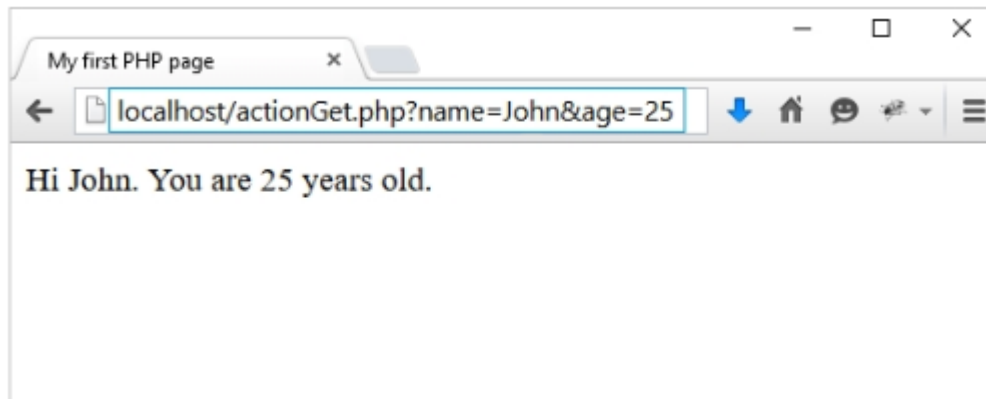 My first PHP page
localhost/actionGet.php?name=John&age=25
Hi John. You are 25 years old.